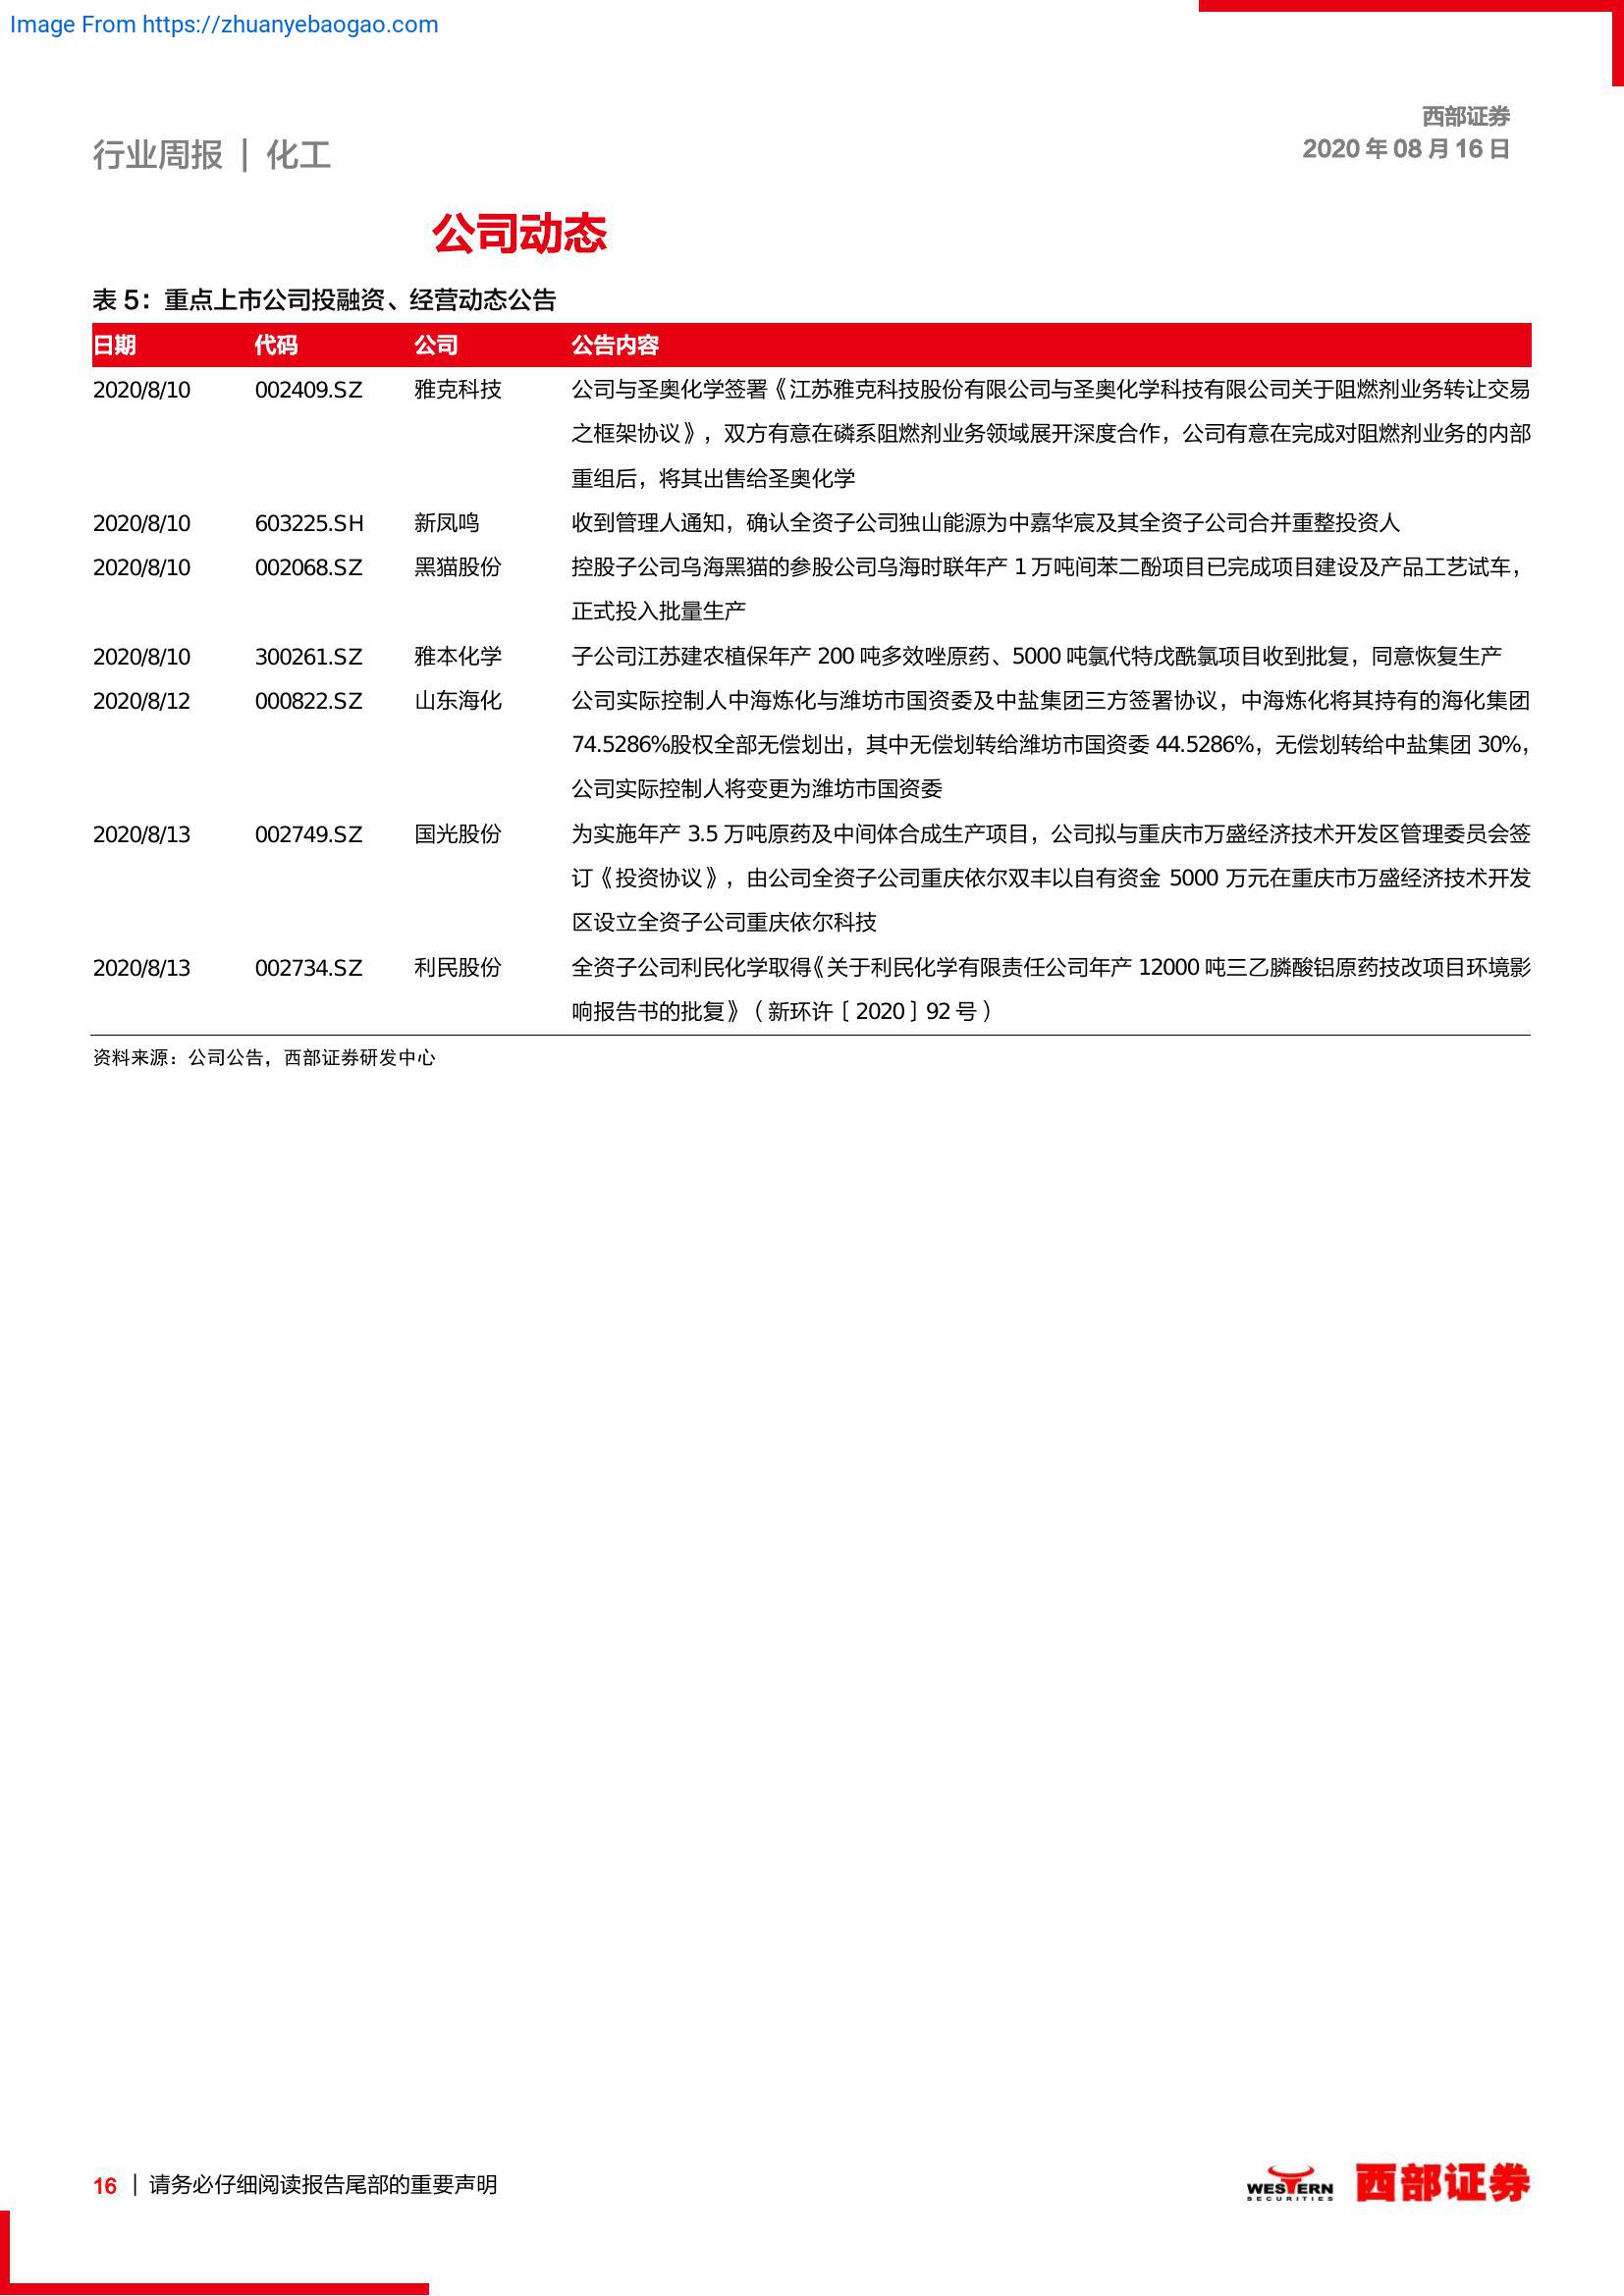 Image From https://zhuanyebaogao.com
西部证券
2020 年 08 月 16 日
行业周报 | 化工
公司动态
表 5：重点上市公司投融资、经营动态公告
日期 代码 公司 公告内容
2020/8/10 002409.SZ 雅克科技 公司与圣奥化学签署《江苏雅克科技股份有限公司与圣奥化学科技有限公司关于阻燃剂业务转让交易
之框架协议》，双方有意在磷系阻燃剂业务领域展开深度合作，公司有意在完成对阻燃剂业务的内部
重组后，将其出售给圣奥化学
2020/8/10 603225.SH 新凤鸣 收到管理人通知，确认全资子公司独山能源为中嘉华宸及其全资子公司合并重整投资人
2020/8/10 002068.SZ 黑猫股份 控股子公司乌海黑猫的参股公司乌海时联年产 1 万吨间苯二酚项目已完成项目建设及产品工艺试车，
正式投入批量生产
2020/8/10 300261.SZ 雅本化学 子公司江苏建农植保年产 200 吨多效唑原药、5000 吨氯代特戊酰氯项目收到批复，同意恢复生产
2020/8/12 000822.SZ 山东海化 公司实际控制人中海炼化与潍坊市国资委及中盐集团三方签署协议，中海炼化将其持有的海化集团
74.5286%股权全部无偿划出，其中无偿划转给潍坊市国资委 44.5286%，无偿划转给中盐集团 30%，
公司实际控制人将变更为潍坊市国资委
2020/8/13 002749.SZ 国光股份 为实施年产 3.5 万吨原药及中间体合成生产项目，公司拟与重庆市万盛经济技术开发区管理委员会签
订《投资协议》，由公司全资子公司重庆依尔双丰以自有资金 5000 万元在重庆市万盛经济技术开发
区设立全资子公司重庆依尔科技
2020/8/13 002734.SZ 利民股份 全资子公司利民化学取得《关于利民化学有限责任公司年产 12000 吨三乙膦酸铝原药技改项目环境影
响报告书的批复》（新环许〔2020〕92 号）
资料来源：公司公告，西部证券研发中心
16 | 请务必仔细阅读报告尾部的重要声明
WESTERN
SECURITIES
西部证券